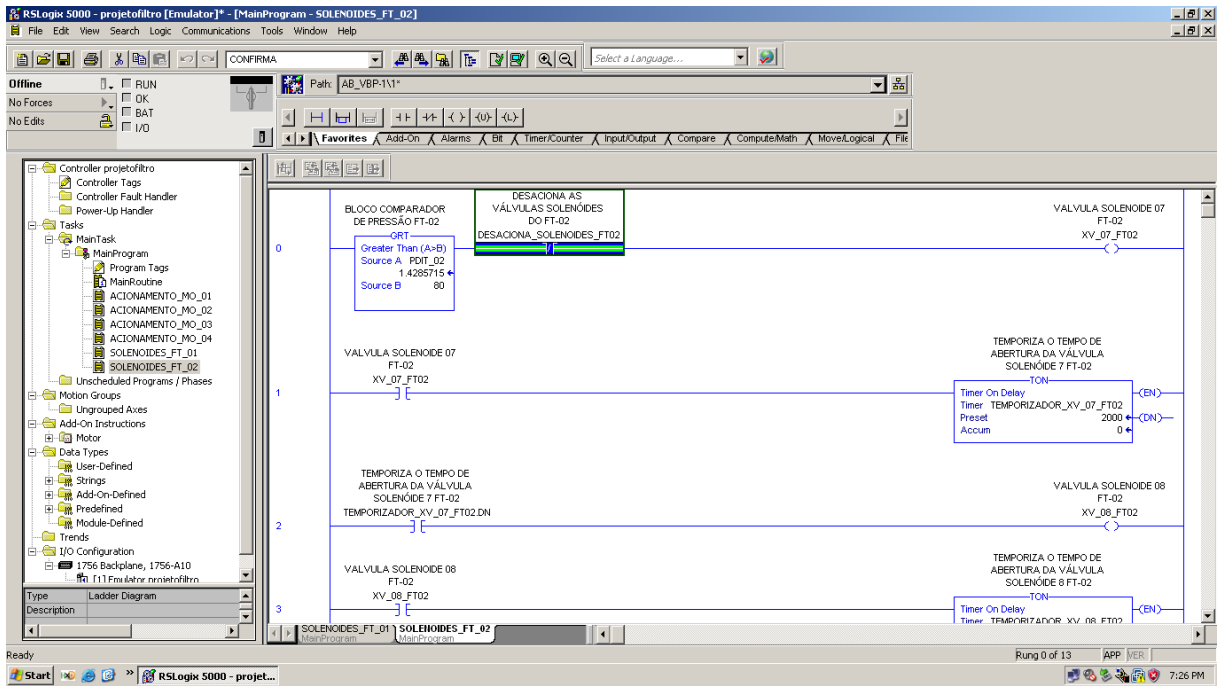 RSLogix 5000 - projetofiltro [Emulator]* - [MainProgram - SOLENOIDES_FT_02]
File Edit View Search Logic Communications Tools Window Help
CONFIRMA
Select a Language...
Offline
RUN
No Forces
OK
No Edits
BAT
I/O
Path: AB_VBP-1\1*
Favorites Add-On Alarms Bit Timer/Counter Input/Output Compare Compute/Math Move/Logical File
Controller projetofiltro
Controller Tags
Controller Fault Handler
Power-Up Handler
Tasks
MainTask
MainProgram
Program Tags
MainRoutine
ACIONAMENTO_MO_01
ACIONAMENTO_MO_02
ACIONAMENTO_MO_03
ACIONAMENTO_MO_04
SOLENOIDES_FT_01
SOLENOIDES_FT_02
Unscheduled Programs / Phases
Motion Groups
Ungrouped Axes
Add-On Instructions
Motor
Data Types
User-Defined
Strings
Add-On-Defined
Predefined
Module-Defined
Trends
I/O Configuration
1756 Backplane, 1756-A10
[1] Emulator projetofiltro
Type Ladder Diagram
Description
0
BLOCO COMPARADOR
DE PRESSÃO FT-02
GRT
Greater Than (A>B)
Source A PDIT_02
1.4285715
Source B 80
DESACIONA AS
VÁLVULAS SOLENÓIDES
DO FT-02
DESACIONA_SOLENOIDES_FT02
VALVULA SOLENOIDE 07
FT-02
XV_07_FT02
1
VALVULA SOLENOIDE 07
FT-02
XV_07_FT02
TEMPORIZA O TEMPO DE
ABERTURA DA VÁLVULA
SOLENÓIDE 7 FT-02
TON
Timer On Delay
Timer TEMPORIZADOR_XV_07_FT02
Preset 2000
Accum 0
(EN)
(DN)
2
TEMPORIZA O TEMPO DE
ABERTURA DA VÁLVULA
SOLENÓIDE 7 FT-02
TEMPORIZADOR_XV_07_FT02.DN
VALVULA SOLENOIDE 08
FT-02
XV_08_FT02
3
VALVULA SOLENOIDE 08
FT-02
XV_08_FT02
TEMPORIZA O TEMPO DE
ABERTURA DA VÁLVULA
SOLENÓIDE 8 FT-02
TON
Timer On Delay
(EN)
Timer TEMPORIZADOR_XV_08_FT02
SOLENOIDES_FT_01 SOLENOIDES_FT_02
MainProgram MainProgram
Ready
Rung 0 of 13 APP VER
Start
RSLogix 5000 - projet...
7:26 PM